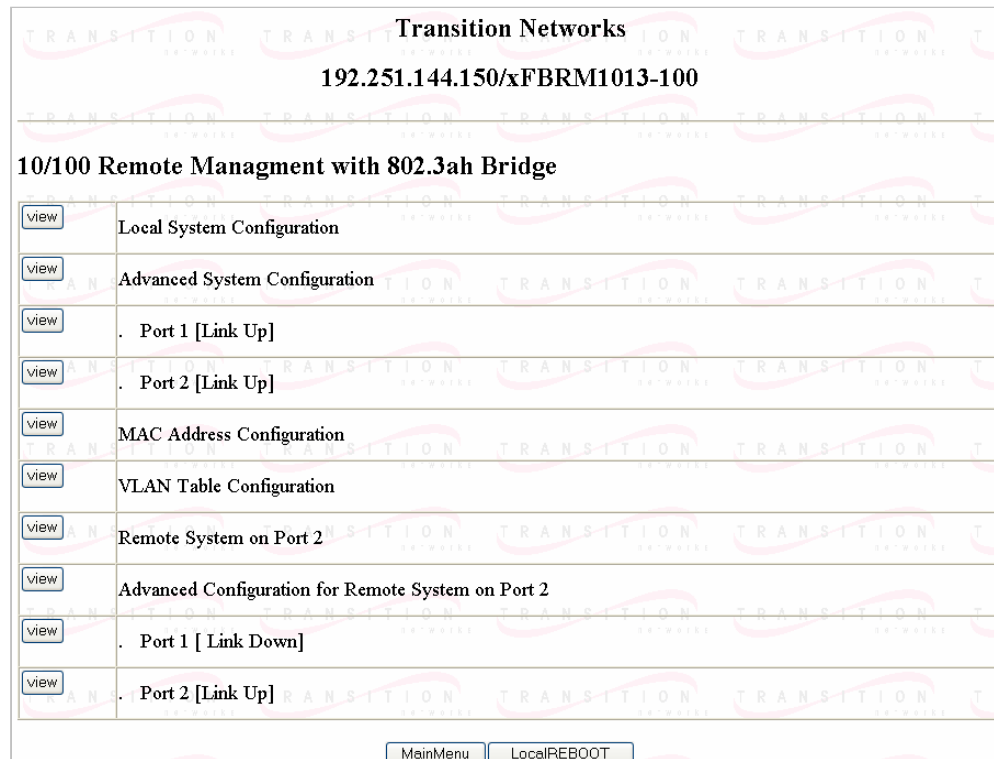 Transition Networks
192.251.144.150/xFBRM1013-100
10/100 Remote Managment with 802.3ah Bridge
view Local System Configuration
view Advanced System Configuration
view . Port 1 [Link Up]
view . Port 2 [Link Up]
view MAC Address Configuration
view VLAN Table Configuration
view Remote System on Port 2
view Advanced Configuration for Remote System on Port 2
view . Port 1 [ Link Down]
view . Port 2 [Link Up]
MainMenu LocalREBOOT